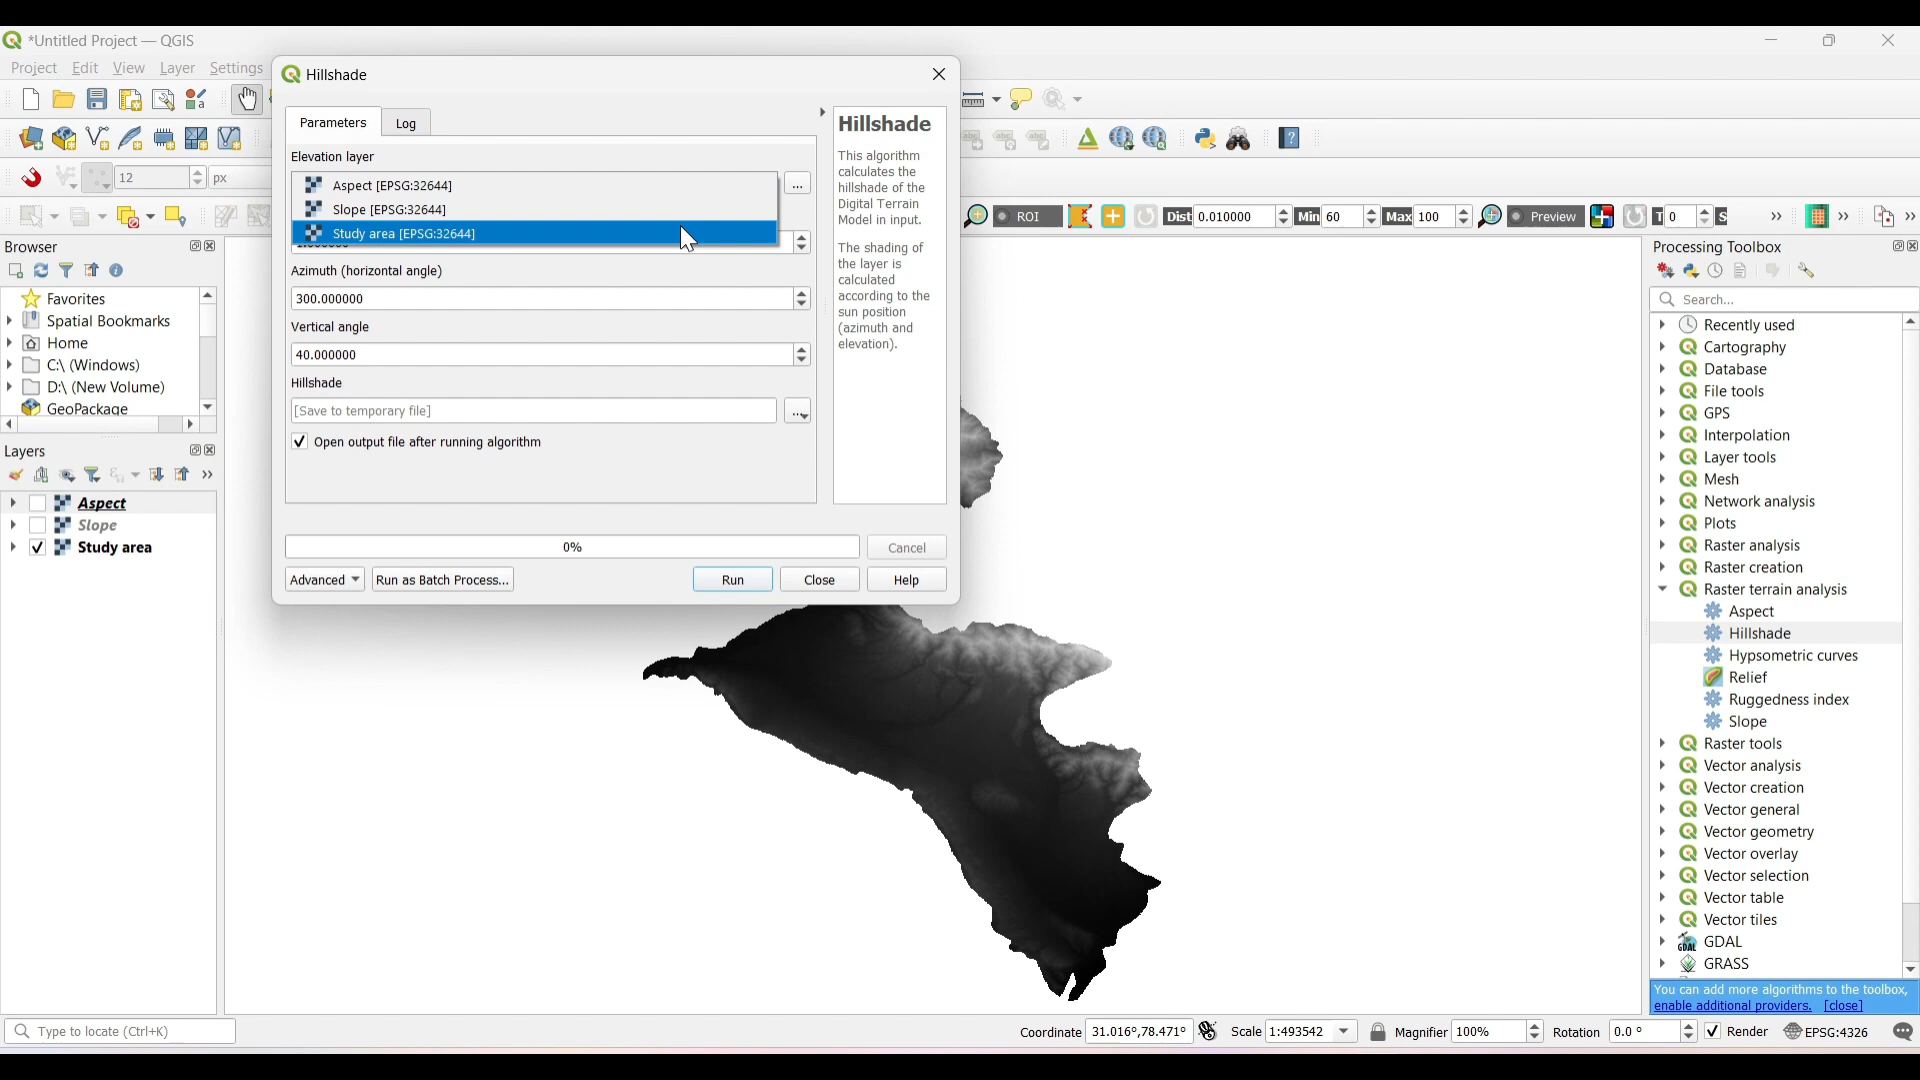 *Untitled Project — QGIS
Project Edit View Layer Settings
Hillshade
Parameters Log
Elevation layer
Aspect [EPSG:32644]
Slope [EPSG:32644]
Study area [EPSG:32644]
Azimuth (horizontal angle)
300.000000
Vertical angle
40.000000
Hillshade
[Save to temporary file]
Open output file after running algorithm
0%
Cancel
Advanced Run as Batch Process... Run Close Help
Hillshade
This algorithm
calculates the
hillshade of the
Digital Terrain
Model in input.
The shading of
the layer is
calculated
according to the
sun position
(azimuth and
elevation).
12 px
ROI Dist 0.010000 Min 60 Max 100 Preview T 0 S
Browser
Favorites
Spatial Bookmarks
Home
C:\ (Windows)
D:\ (New Volume)
GeoPackage
Layers
Aspect
Slope
Study area
Processing Toolbox
Search...
Recently used
Cartography
Database
File tools
GPS
Interpolation
Layer tools
Mesh
Network analysis
Plots
Raster analysis
Raster creation
Raster terrain analysis
Aspect
Hillshade
Hypsometric curves
Relief
Ruggedness index
Slope
Raster tools
Vector analysis
Vector creation
Vector general
Vector geometry
Vector overlay
Vector selection
Vector table
Vector tiles
GDAL
GRASS
You can add more algorithms to the toolbox,
enable additional providers. [close]
Type to locate (Ctrl+K)
Coordinate 31.016°,78.471° Scale 1:493542 Magnifier 100% Rotation 0.0 ° Render EPSG:4326